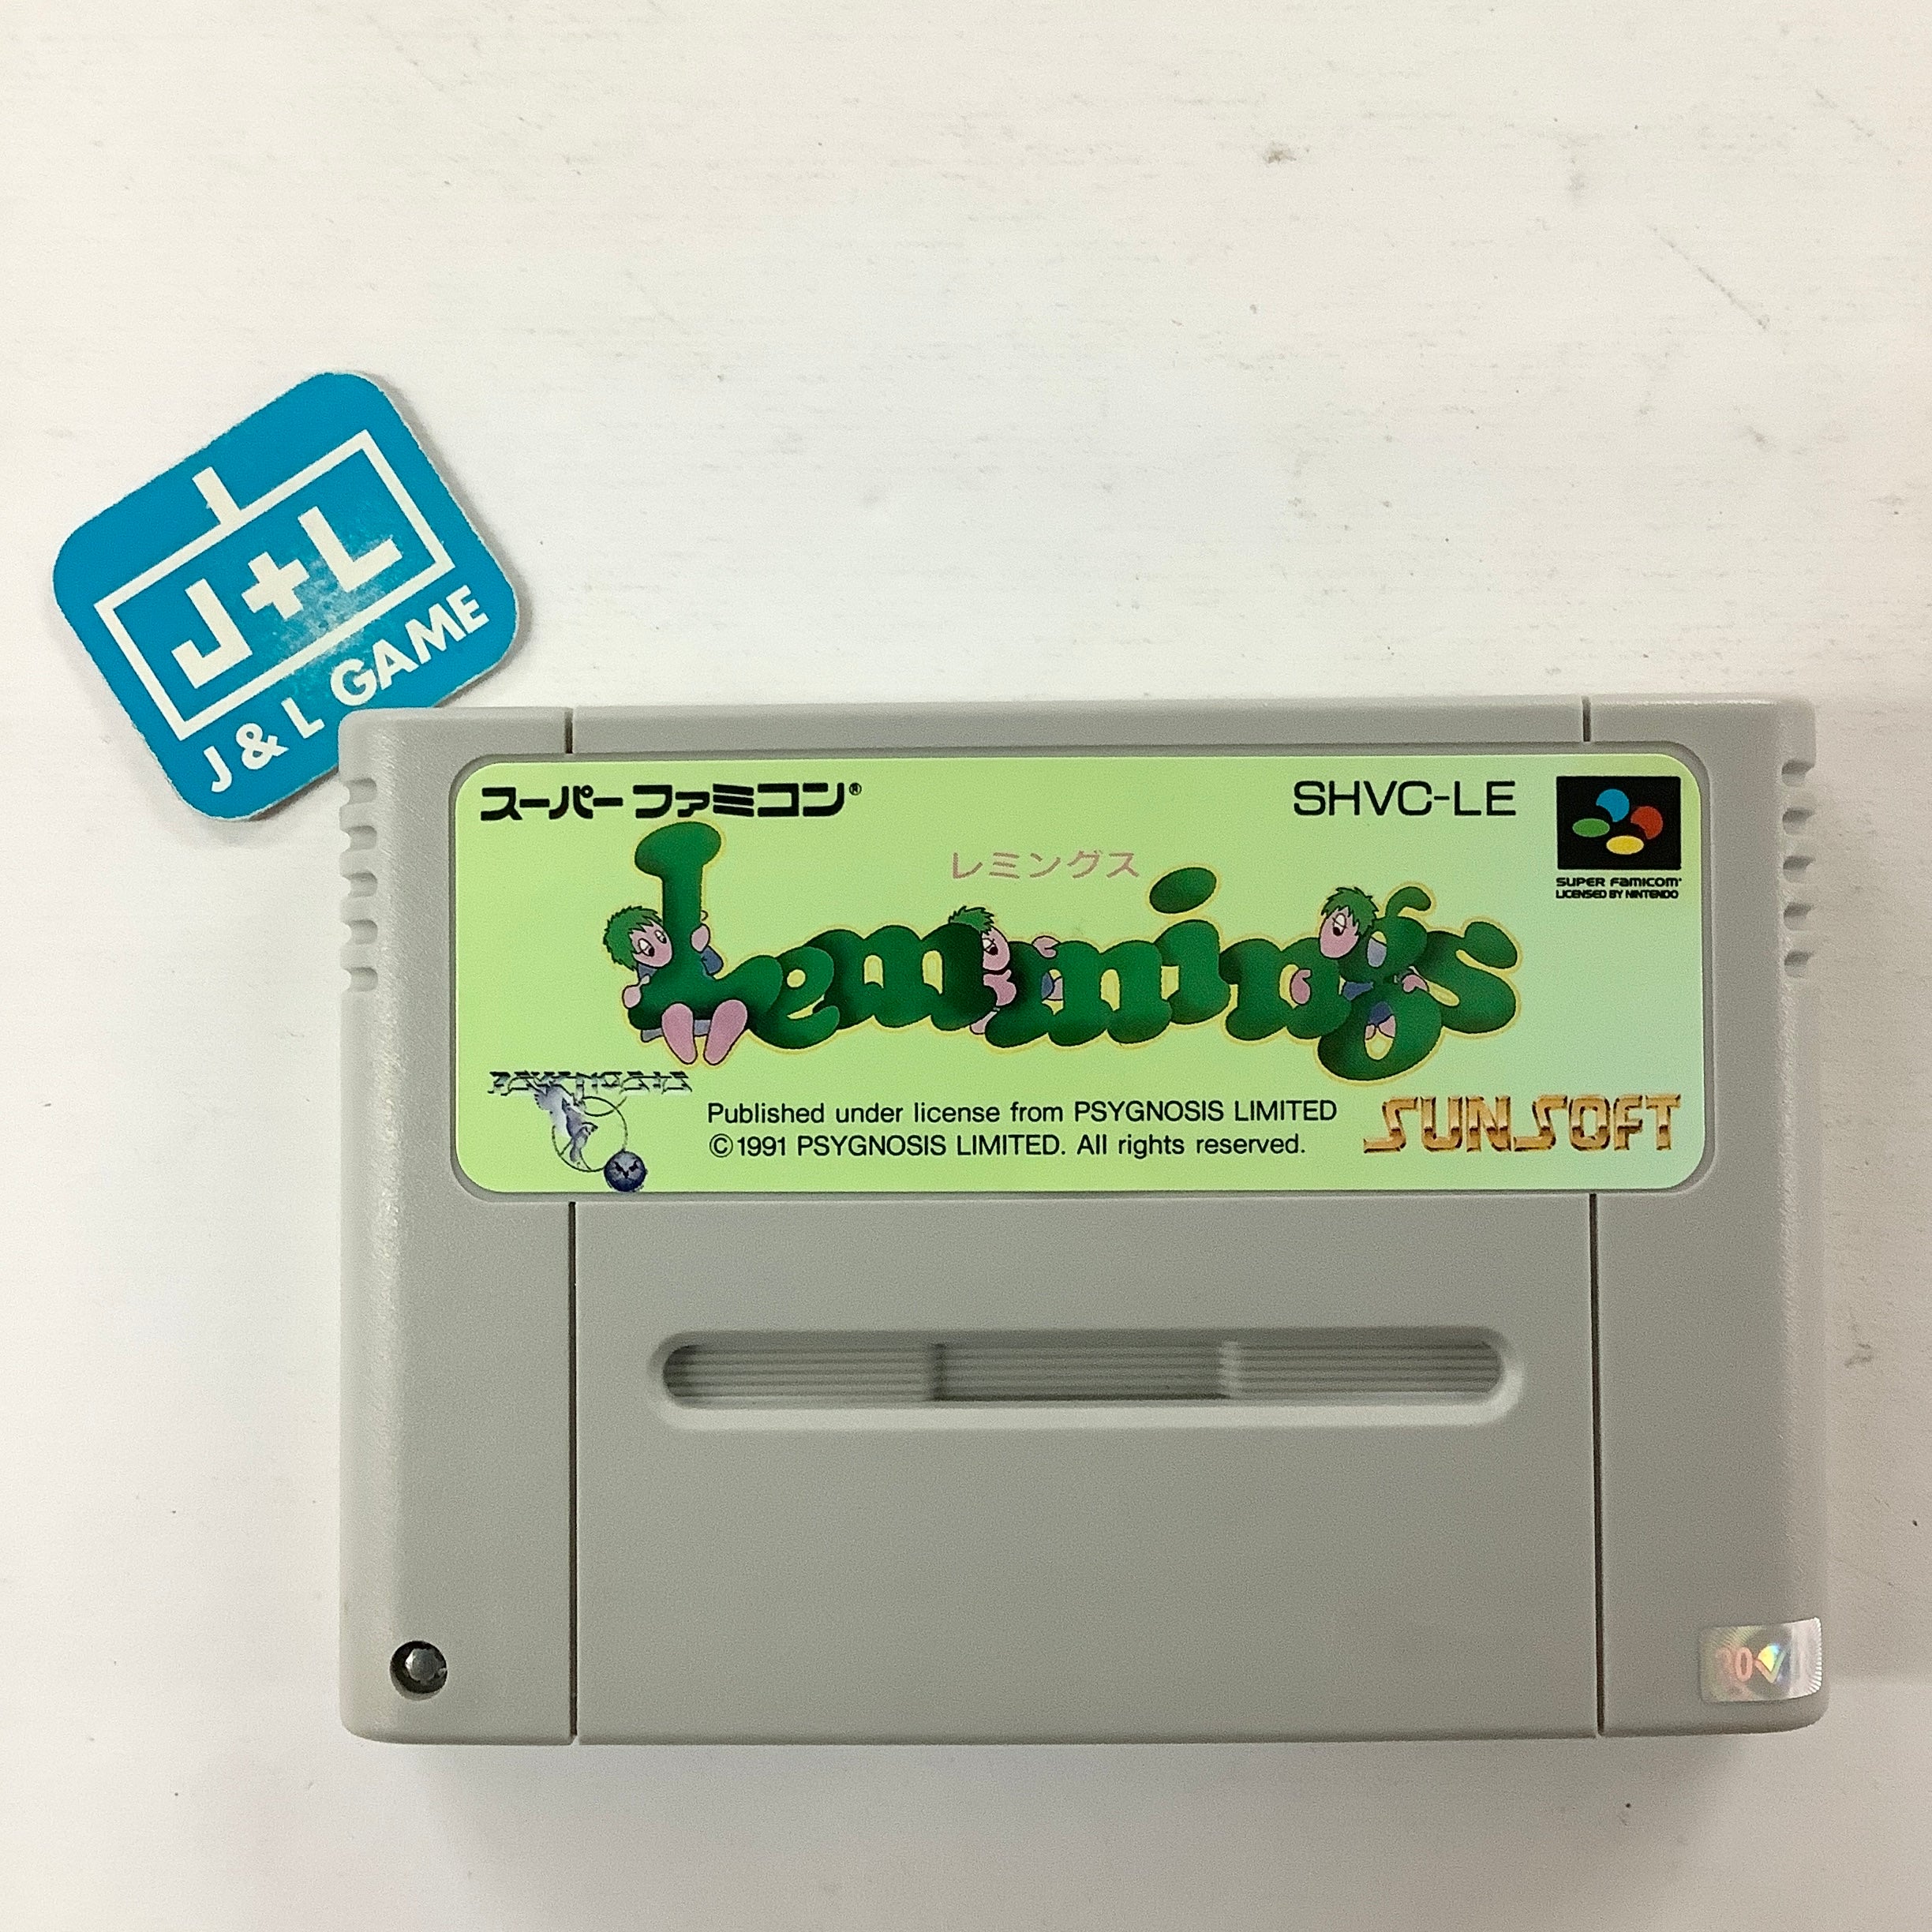 J+L
J & L GAME
スーパーファミコン®
SHVC-LE
レミングス
Lemmings
SUPER FAMICOM
LICENSED BY NINTENDO
PSYGNOSIS
Published under license from PSYGNOSIS LIMITED
©1991 PSYGNOSIS LIMITED. All rights reserved.
SUNSOFT